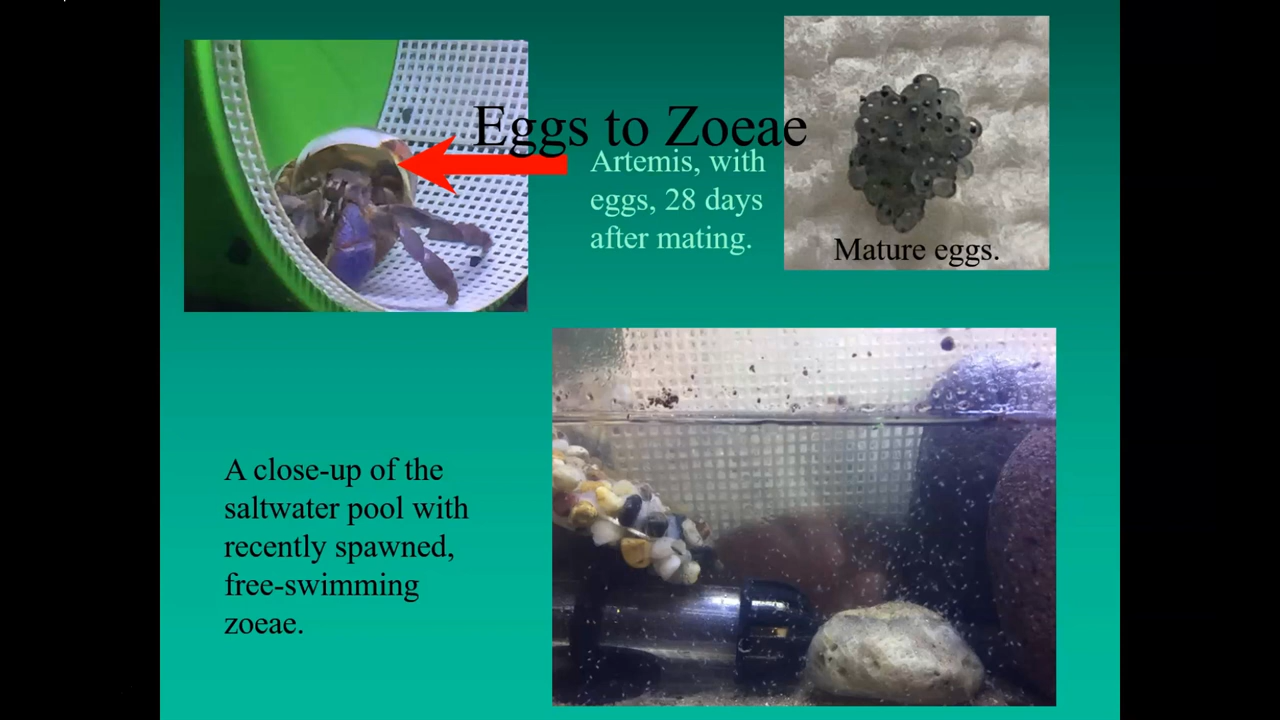 Eggs to Zoeae
Artemis, with
eggs, 28 days
after mating.
Mature eggs.
A close-up of the
saltwater pool with
recently spawned,
free-swimming
zoeae.